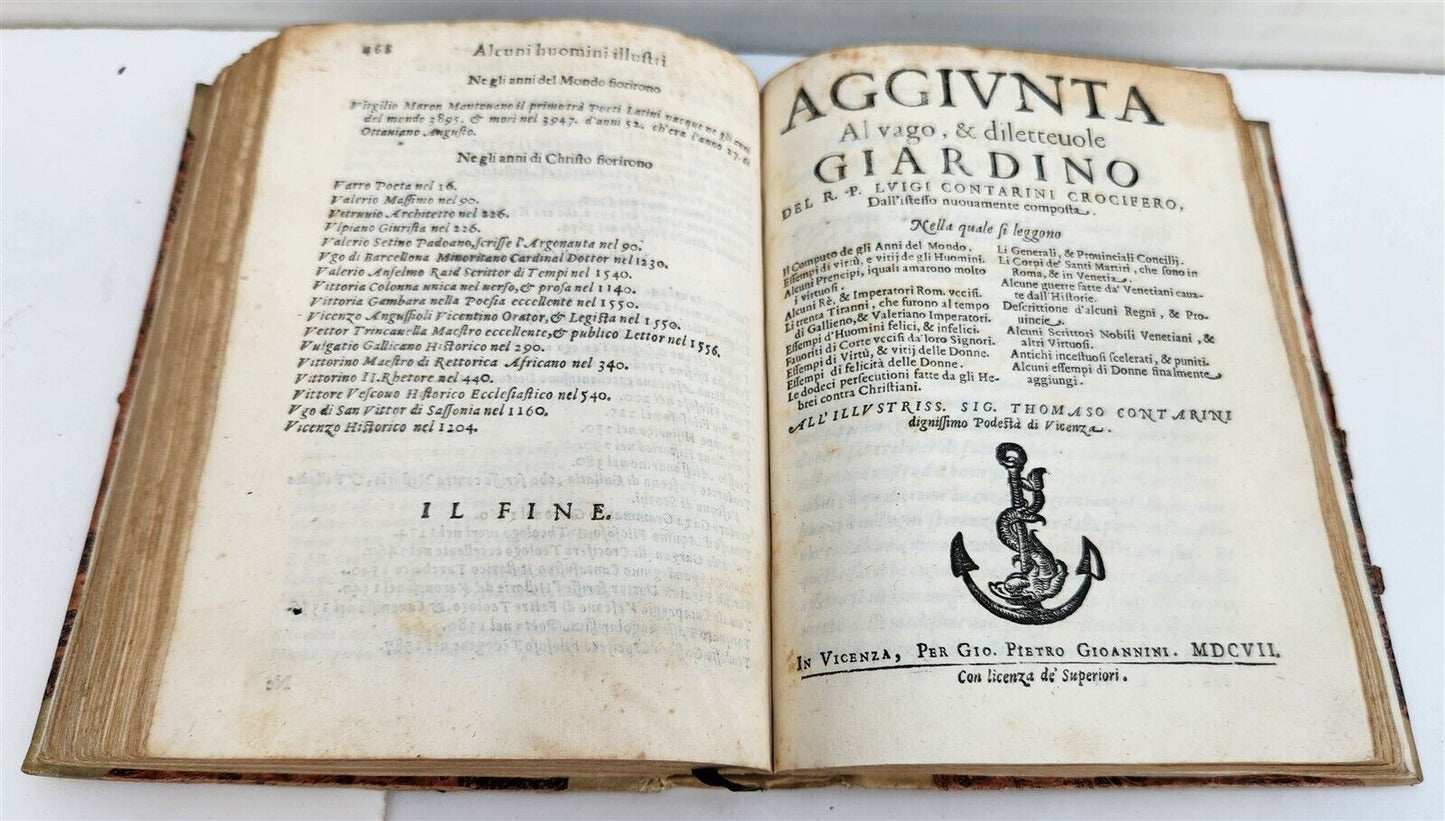 468 Alcuni huomini illuſtri
Ne gli anni del Mondo fiorirono
Virgilio Maron Mantouano il primo trà Poeti Latini nacque ne gli anni
del mondo 3895. & morì nel 3947. d'anni 52. ch'era l'anno 27. di
Ottauiano Auguſto.
Ne gli anni di Chriſto fiorirono
Varro Poeta nel 16.
Valerio Maſſimo nel 90.
Vetruuio Architetto nel 226.
Vlpiano Giuriſta nel 226.
Valerio Setino Padoano, ſcriſſe l'Argonauta nel 90.
Vgo di Barcellona Minoritano Cardinal Dottor nel 1230.
Valerio Anſelmo Raid Scrittor di Tempi nel 1540.
Vittoria Colonna unica nel uerſo, & proſa nel 1140.
Vittoria Gambara nella Poeſia eccellente nel 1550.
Vicenzo Anguſſioli Vicentino Orator, & Legiſta nel 1550.
Vettor Trincauella Maeſtro eccellente, & publico Lettor nel 1556.
Vulgatio Gallicano Hiſtorico nel 290.
Vittorino Maeſtro di Rettorica Africano nel 340.
Vittorino II. Rhetore nel 440.
Vittore Veſcouo Hiſtorico Eccleſiaſtico nel 540.
Vgo di San Vittor di Saſſonia nel 1160.
Vicenzo Hiſtorico nel 1204.
IL FINE.
AGGIVNTA
Al vago, & diletteuole
GIARDINO
DEL R. P. LVIGI CONTARINI CROCIFERO,
Dall'iſteſſo nuouamente compoſta.
Nella quale ſi leggono
Il Computo de gli Anni del Mondo.
Eſſempi di virtù, e vitij de gli Huomini.
Alcuni Prencipi, iquali amarono molto
i virtuoſi.
Alcuni Rè, & Imperatori Rom. vcciſi.
Li trenta Tiranni, che furono al tempo
di Gallieno, & Valeriano Imperatori.
Eſſempi d'Huomini felici, & infelici.
Fauoriti di Corte vcciſi da' loro Signori.
Eſſempi di Virtù, & vitij delle Donne.
Eſſempi di felicità delle Donne.
Le dodeci perſecutioni fatte da gli He-
brei contra Chriſtiani.
Li Generali, & Prouinciali Concilij.
Li Corpi de' Santi Martiri, che ſono in
Roma, & in Venetia.
Alcune guerre fatte da' Venetiani caua-
te dall'Hiſtorie.
Deſcrittione d'alcuni Regni, & Pro-
uincie.
Alcuni Scrittori Nobili Venetiani, &
altri Virtuoſi.
Antichi inceſtuoſi ſcelerati, & puniti.
Alcuni eſſempi di Donne finalmente
aggiungi.
ALL'ILLVSTRISS. SIG. THOMASO CONTARINI
digniſſimo Podeſtà di Vicenza.
IN VICENZA, PER GIO. PIETRO GIOANNINI. MDCVII.
Con licenza de' Superiori.